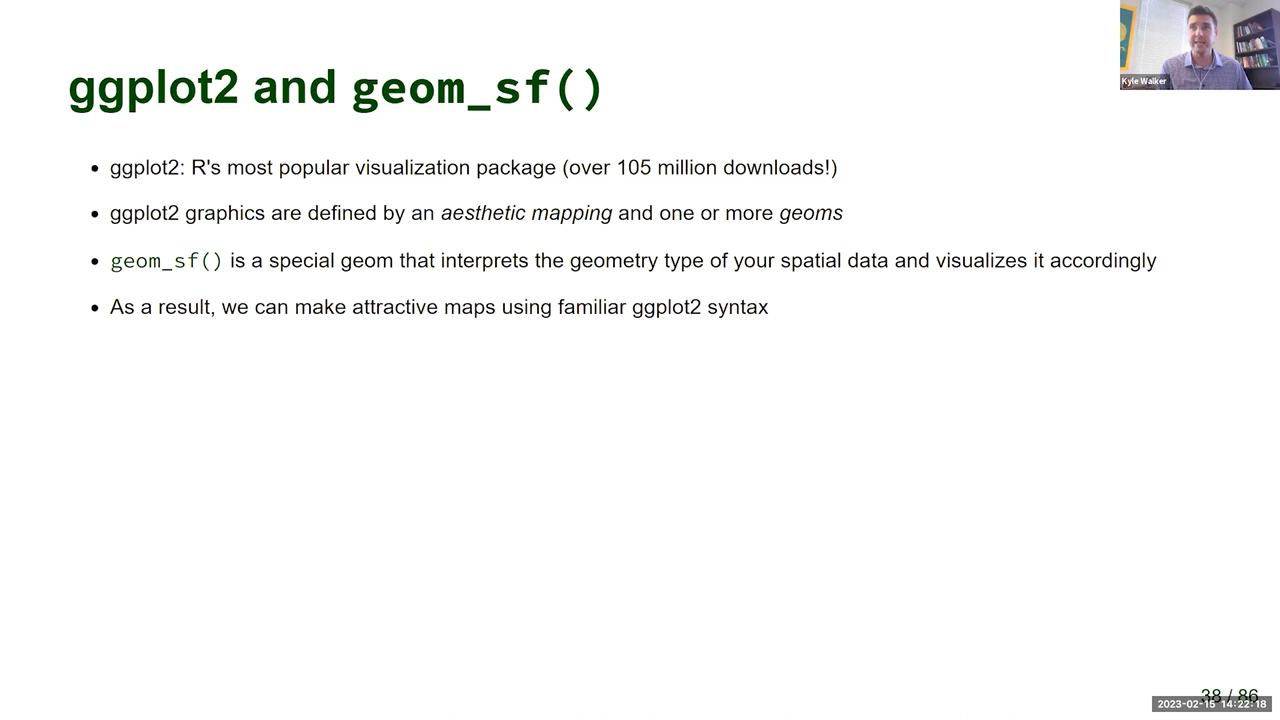 Kyle Walker
ggplot2 and geom_sf()
ggplot2: R's most popular visualization package (over 105 million downloads!)
ggplot2 graphics are defined by an aesthetic mapping and one or more geoms
geom_sf() is a special geom that interprets the geometry type of your spatial data and visualizes it accordingly
As a result, we can make attractive maps using familiar ggplot2 syntax
38 / 86
2023-02-15 14:22:18